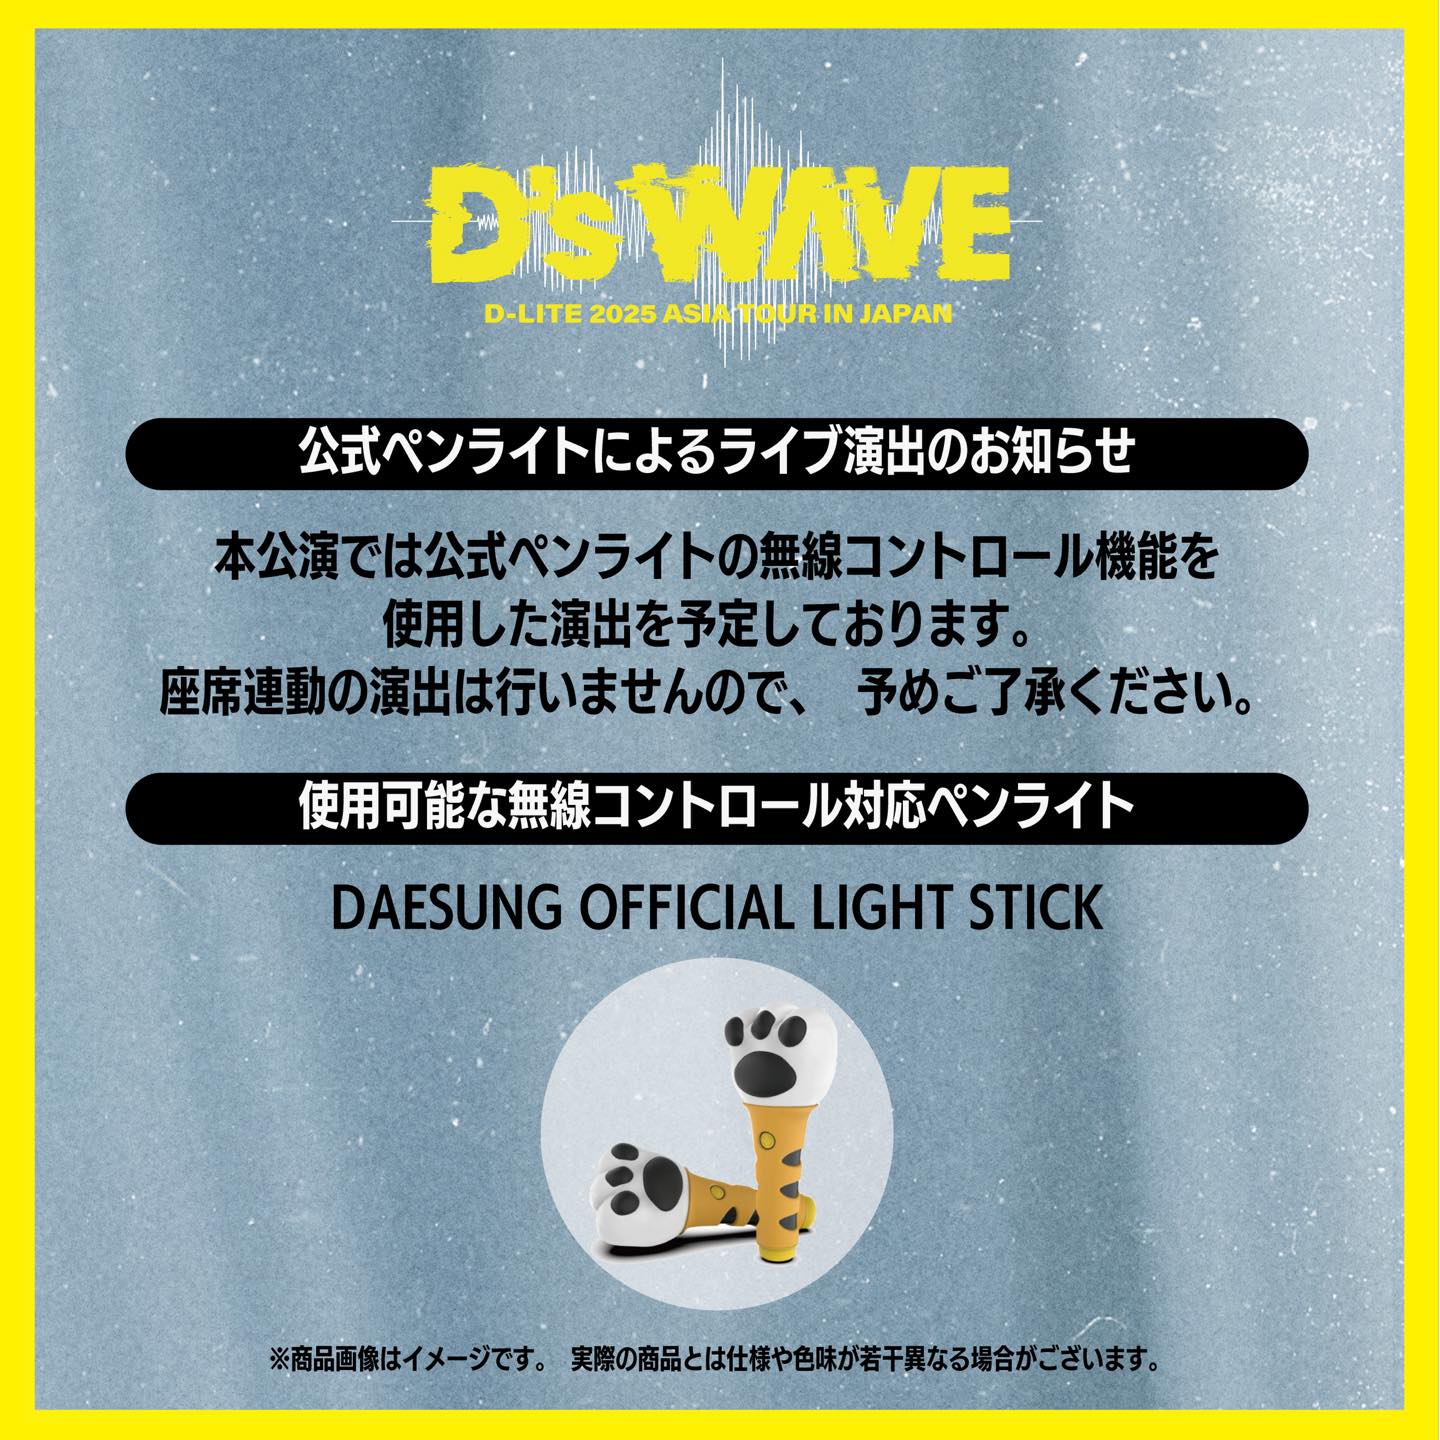 D's WAVE
D-LITE 2025 ASIA TOUR IN JAPAN
公式ペンライトによるライブ演出のお知らせ
本公演では公式ペンライトの無線コントロール機能を
使用した演出を予定しております。
座席連動の演出は行いませんので、 予めご了承ください。
使用可能な無線コントロール対応ペンライト
DAESUNG OFFICIAL LIGHT STICK
※商品画像はイメージです。 実際の商品とは仕様や色味が若干異なる場合がございます。